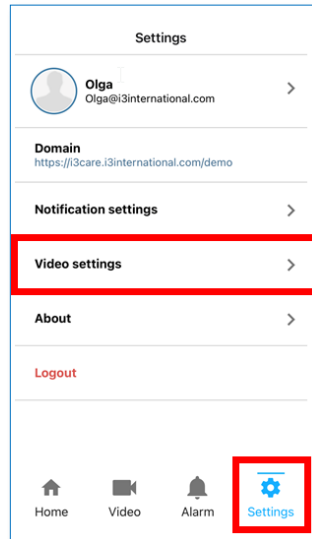 Settings
Olga
Olga@i3international.com
Domain
https://i3care.i3international.com/demo
Notification settings
Video settings
About
Logout
Home Video Alarm Settings